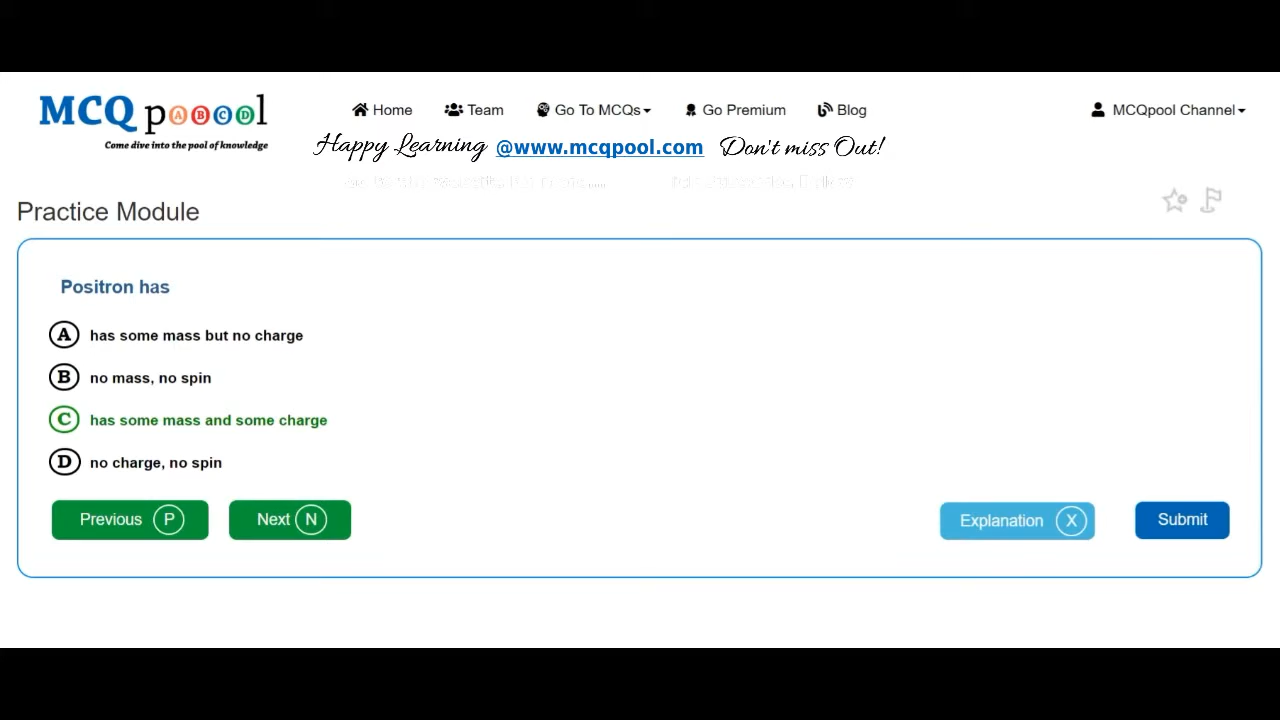 MCQ pooool
Come dive into the pool of knowledge
Home Team Go To MCQs Go Premium Blog MCQpool Channel
Happy Learning @www.mcqpool.com Don't miss Out!
Practice Module
Positron has
A has some mass but no charge
B no mass, no spin
C has some mass and some charge
D no charge, no spin
Previous P Next N Explanation X Submit